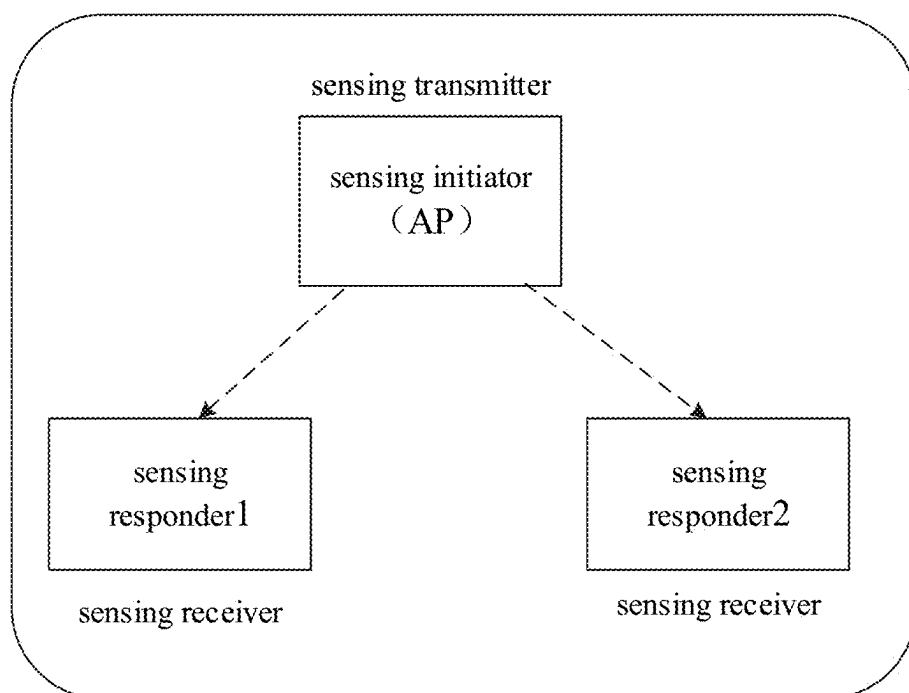 sensing transmitter
sensing initiator
（AP）
sensing
responder1
sensing receiver
sensing
responder2
sensing receiver